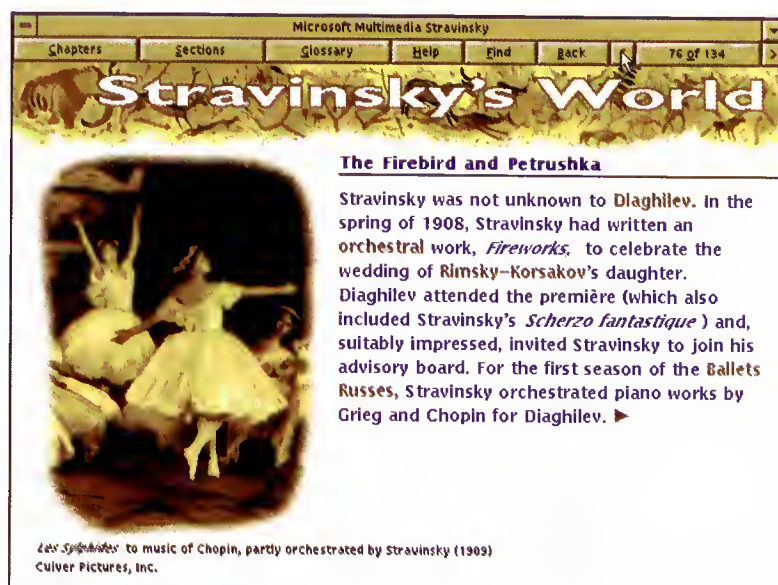 Microsoft Multimedia Stravinsky
Chapters Sections Glossary Help Find Back 76 of 134 >
Stravinsky's World
The Firebird and Petrushka
Stravinsky was not unknown to Diaghilev. In the
spring of 1908, Stravinsky had written an
orchestral work, Fireworks, to celebrate the
wedding of Rimsky-Korsakov's daughter.
Diaghilev attended the première (which also
included Stravinsky's Scherzo fantastique ) and,
suitably impressed, invited Stravinsky to join his
advisory board. For the first season of the Ballets
Russes, Stravinsky orchestrated piano works by
Grieg and Chopin for Diaghilev. ►
Les Sylphides to music of Chopin, partly orchestrated by Stravinsky (1909)
Culver Pictures, Inc.